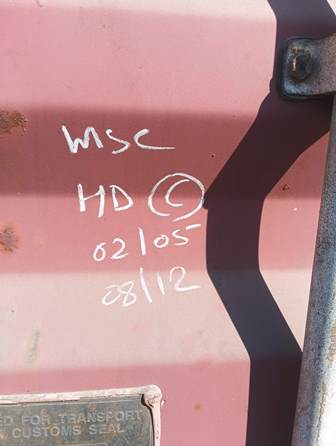 MSC
HD ©
02/05
08/12
ED FOR TRANSPORT
CUSTOMS SEAL